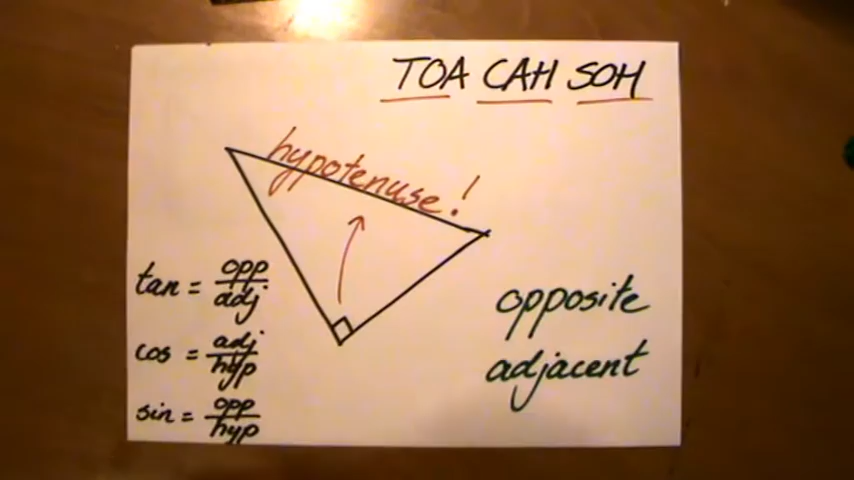 TOA CAH SOH
hypotenuse!
tan = opp/adj
cos = adj/hyp
sin = opp/hyp
opposite
adjacent